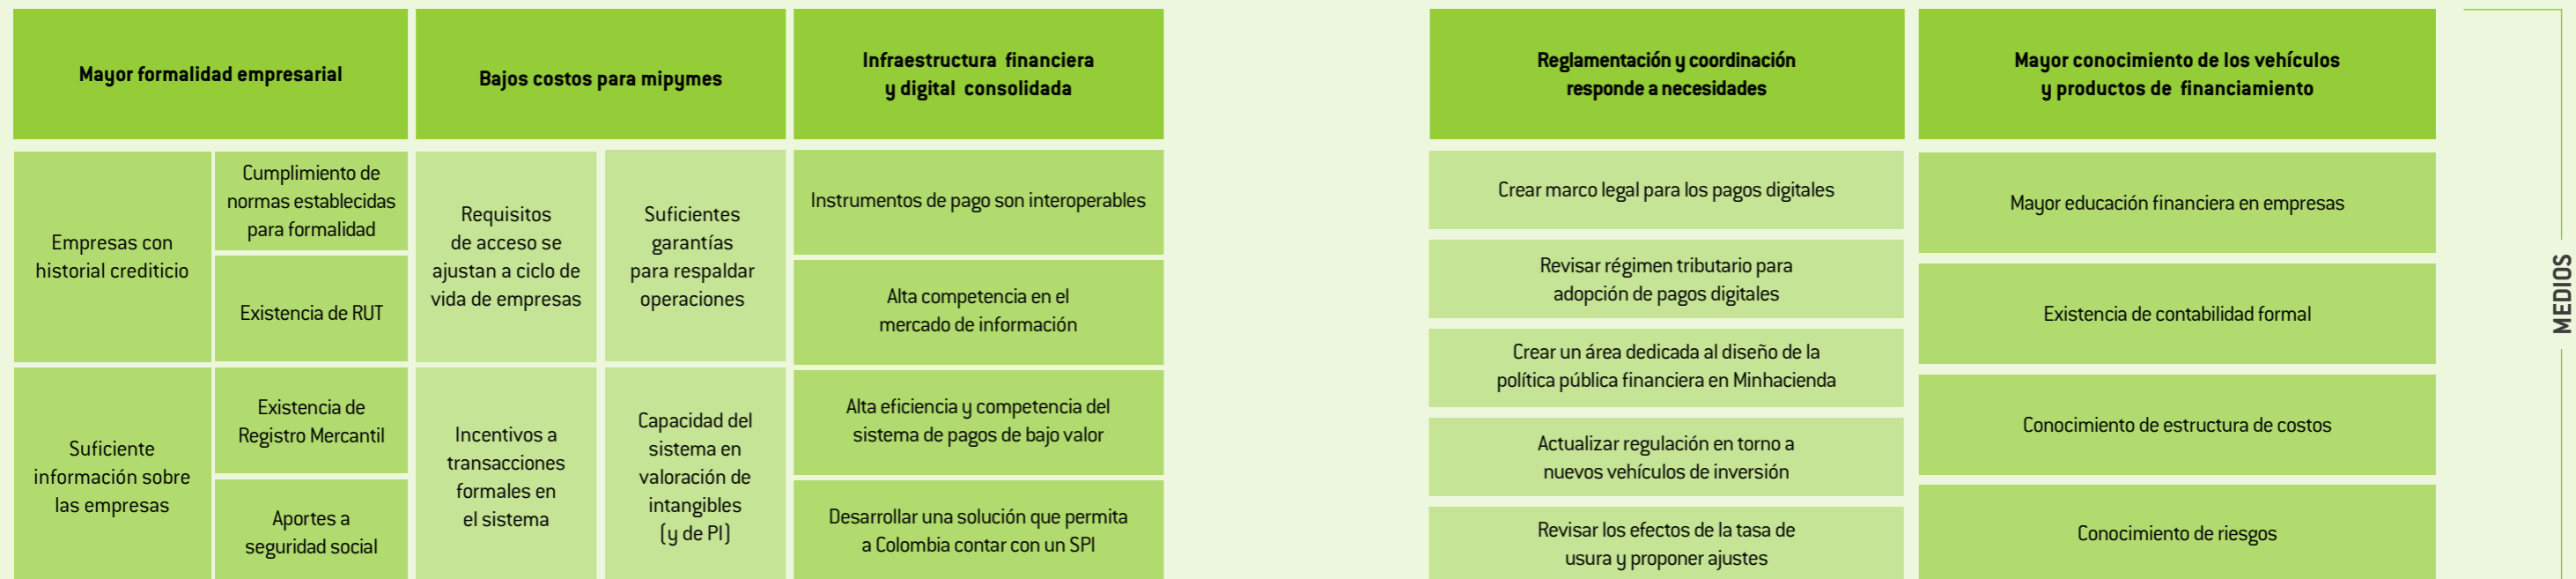 Mayor formalidad empresarial
Bajos costos para mipymes
Infraestructura financiera
y digital consolidada
Reglamentación y coordinación
responde a necesidades
Mayor conocimiento de los vehículos
y productos de financiamiento
Empresas con
historial crediticio
Cumplimiento de
normas establecidas
para formalidad
Existencia de RUT
Suficiente
información sobre
las empresas
Existencia de
Registro Mercantil
Aportes a
seguridad social
Requisitos
de acceso se
ajustan a ciclo de
vida de empresas
Incentivos a
transacciones
formales en
el sistema
Suficientes
garantías
para respaldar
operaciones
Capacidad del
sistema en
valoración de
intangibles
(y de PI)
Instrumentos de pago son interoperables
Alta competencia en el
mercado de información
Alta eficiencia y competencia del
sistema de pagos de bajo valor
Desarrollar una solución que permita
a Colombia contar con un SPI
Crear marco legal para los pagos digitales
Revisar régimen tributario para
adopción de pagos digitales
Crear un área dedicada al diseño de la
política pública financiera en Minhacienda
Actualizar regulación en torno a
nuevos vehículos de inversión
Revisar los efectos de la tasa de
usura y proponer ajustes
Mayor educación financiera en empresas
Existencia de contabilidad formal
Conocimiento de estructura de costos
Conocimiento de riesgos
MEDIOS